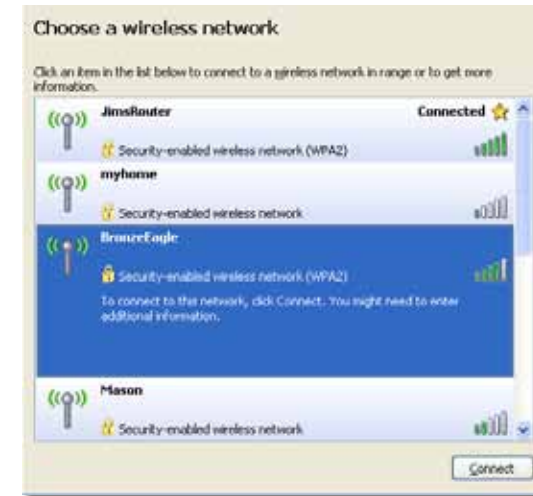 Choose a wireless network
Click an item in the list below to connect to a wireless network in range or to get more
information.
JimsRouter Connected
Security-enabled wireless network (WPA2)
myhome
Security-enabled wireless network
BronzeEagle
Security-enabled wireless network (WPA2)
To connect to this network, click Connect. You might need to enter
additional information.
Mason
Security-enabled wireless network
Connect